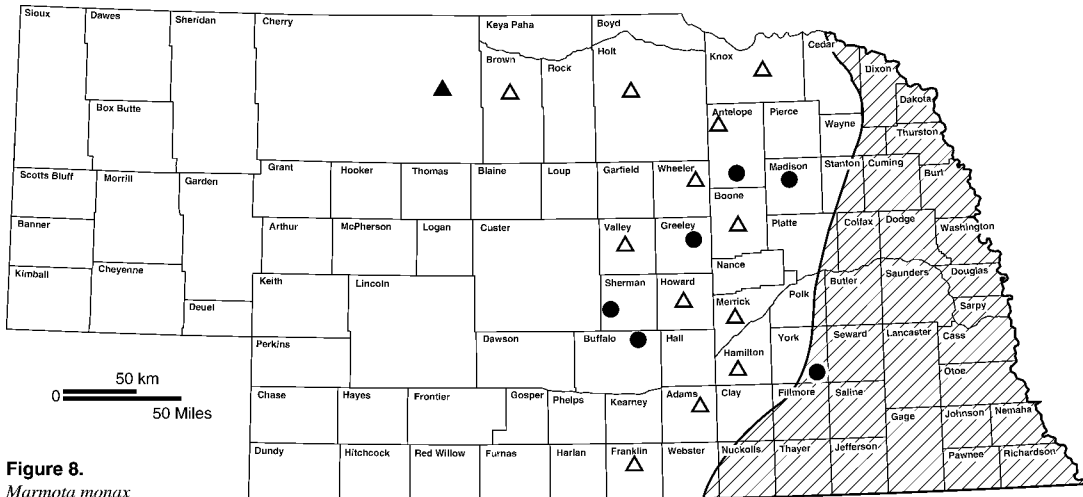 Sioux
Dawes
Sheridan
Cherry
Keya Paha
Boyd
Brown
Rock
Holt
Knox
Cedar
Dixon
Dakota
Box Butte
Antelope
Pierce
Wayne
Thurston
Scotts Bluff
Morrill
Garden
Grant
Hooker
Thomas
Blaine
Loup
Garfield
Wheeler
Madison
Stanton
Cuming
Burt
Boone
Banner
Arthur
McPherson
Logan
Custer
Valley
Greeley
Platte
Colfax
Dodge
Washington
Kimball
Cheyenne
Deuel
Keith
Lincoln
Sherman
Howard
Nance
Merrick
Polk
Butler
Saunders
Douglas
Sarpy
Perkins
Dawson
Buffalo
Hall
Hamilton
York
Seward
Lancaster
Cass
Otoe
50 km
0
50 Miles
Chase
Hayes
Frontier
Gosper
Phelps
Kearney
Adams
Clay
Fillmore
Saline
Gage
Johnson
Nemaha
Dundy
Hitchcock
Red Willow
Furnas
Harlan
Franklin
Webster
Nuckolls
Thayer
Jefferson
Pawnee
Richardson
Figure 8.
Marmota monax